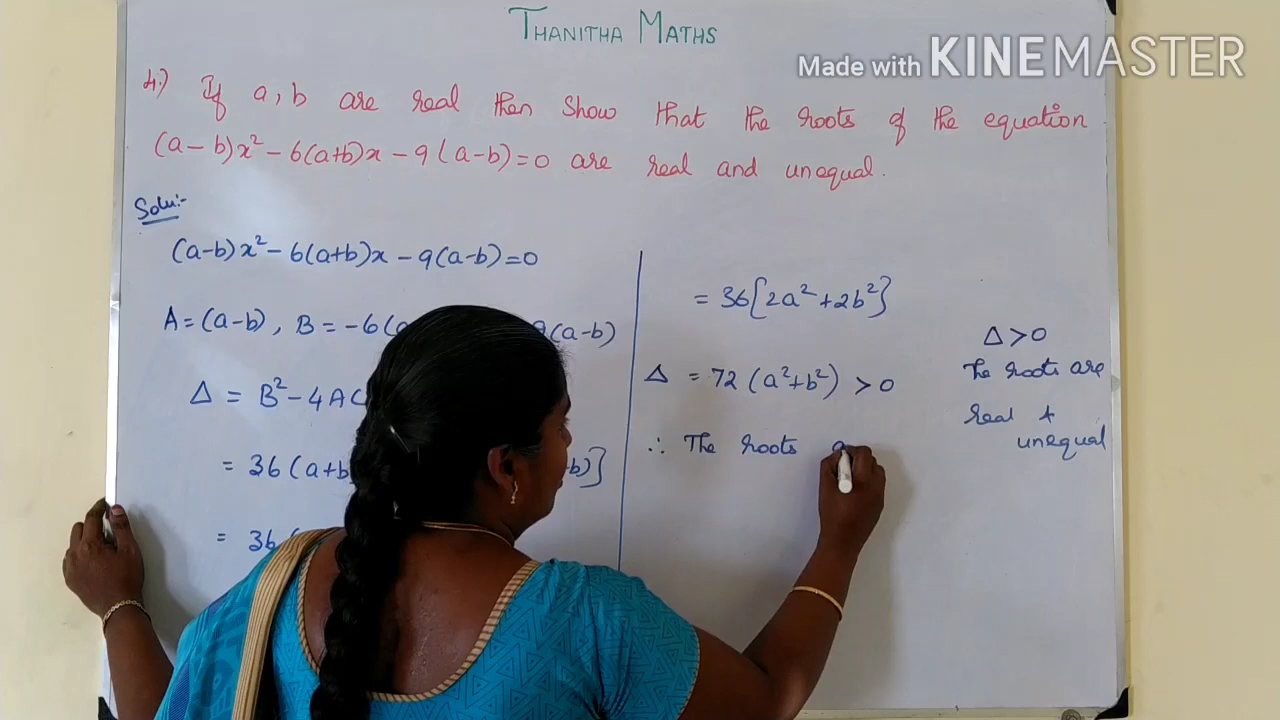 THANITHA MATHS
Made with KINEMASTER
4.) If a, b are real then show that the roots of the equation
(a-b)x² - 6(a+b)x - 9(a-b)=0 are real and unequal.
Solu:-
(a-b)x² - 6(a+b)x - 9(a-b)=0
A=(a-b), B=-6( (a-b)
Δ = B² - 4AC
= 36(a+b b)]
= 36
= 36[2a²+2b²]
Δ = 72(a²+b²) > 0
∴ The roots
Δ>0
The roots are
real &
unequal